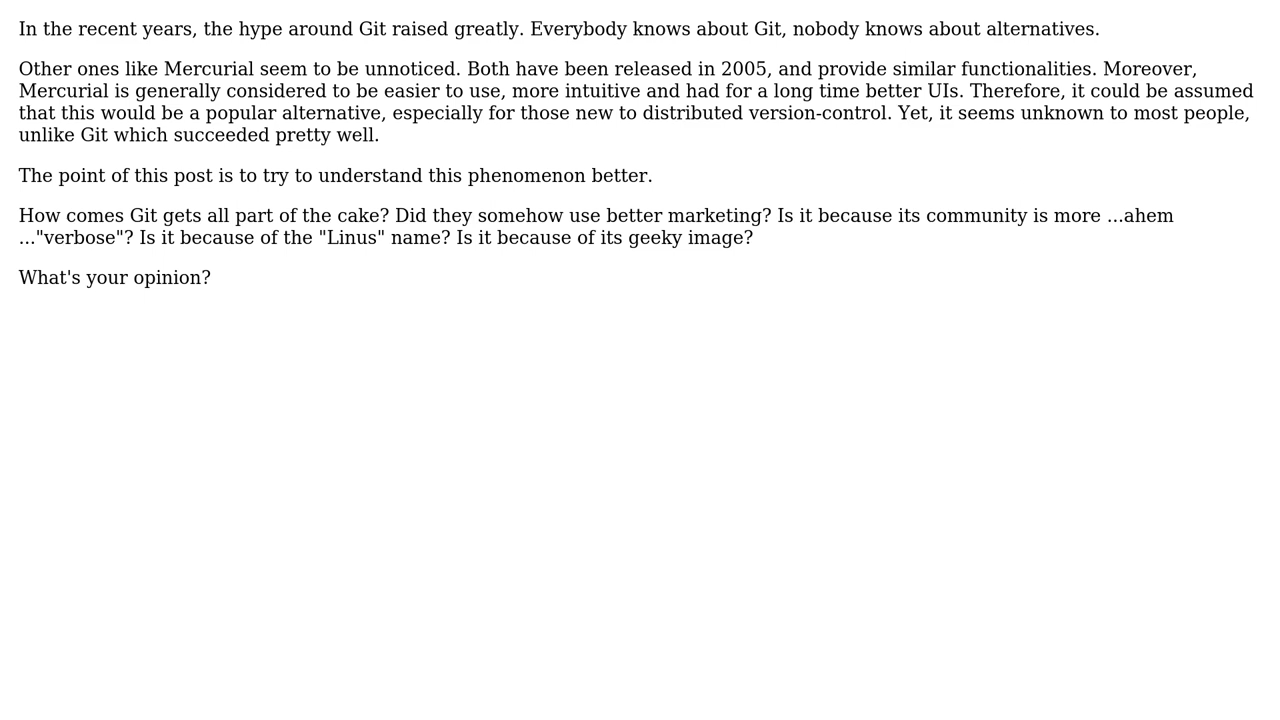 In the recent years, the hype around Git raised greatly. Everybody knows about Git, nobody knows about alternatives.
Other ones like Mercurial seem to be unnoticed. Both have been released in 2005, and provide similar functionalities. Moreover,
Mercurial is generally considered to be easier to use, more intuitive and had for a long time better UIs. Therefore, it could be assumed
that this would be a popular alternative, especially for those new to distributed version-control. Yet, it seems unknown to most people,
unlike Git which succeeded pretty well.
The point of this post is to try to understand this phenomenon better.
How comes Git gets all part of the cake? Did they somehow use better marketing? Is it because its community is more ...ahem
..."verbose"? Is it because of the "Linus" name? Is it because of its geeky image?
What's your opinion?